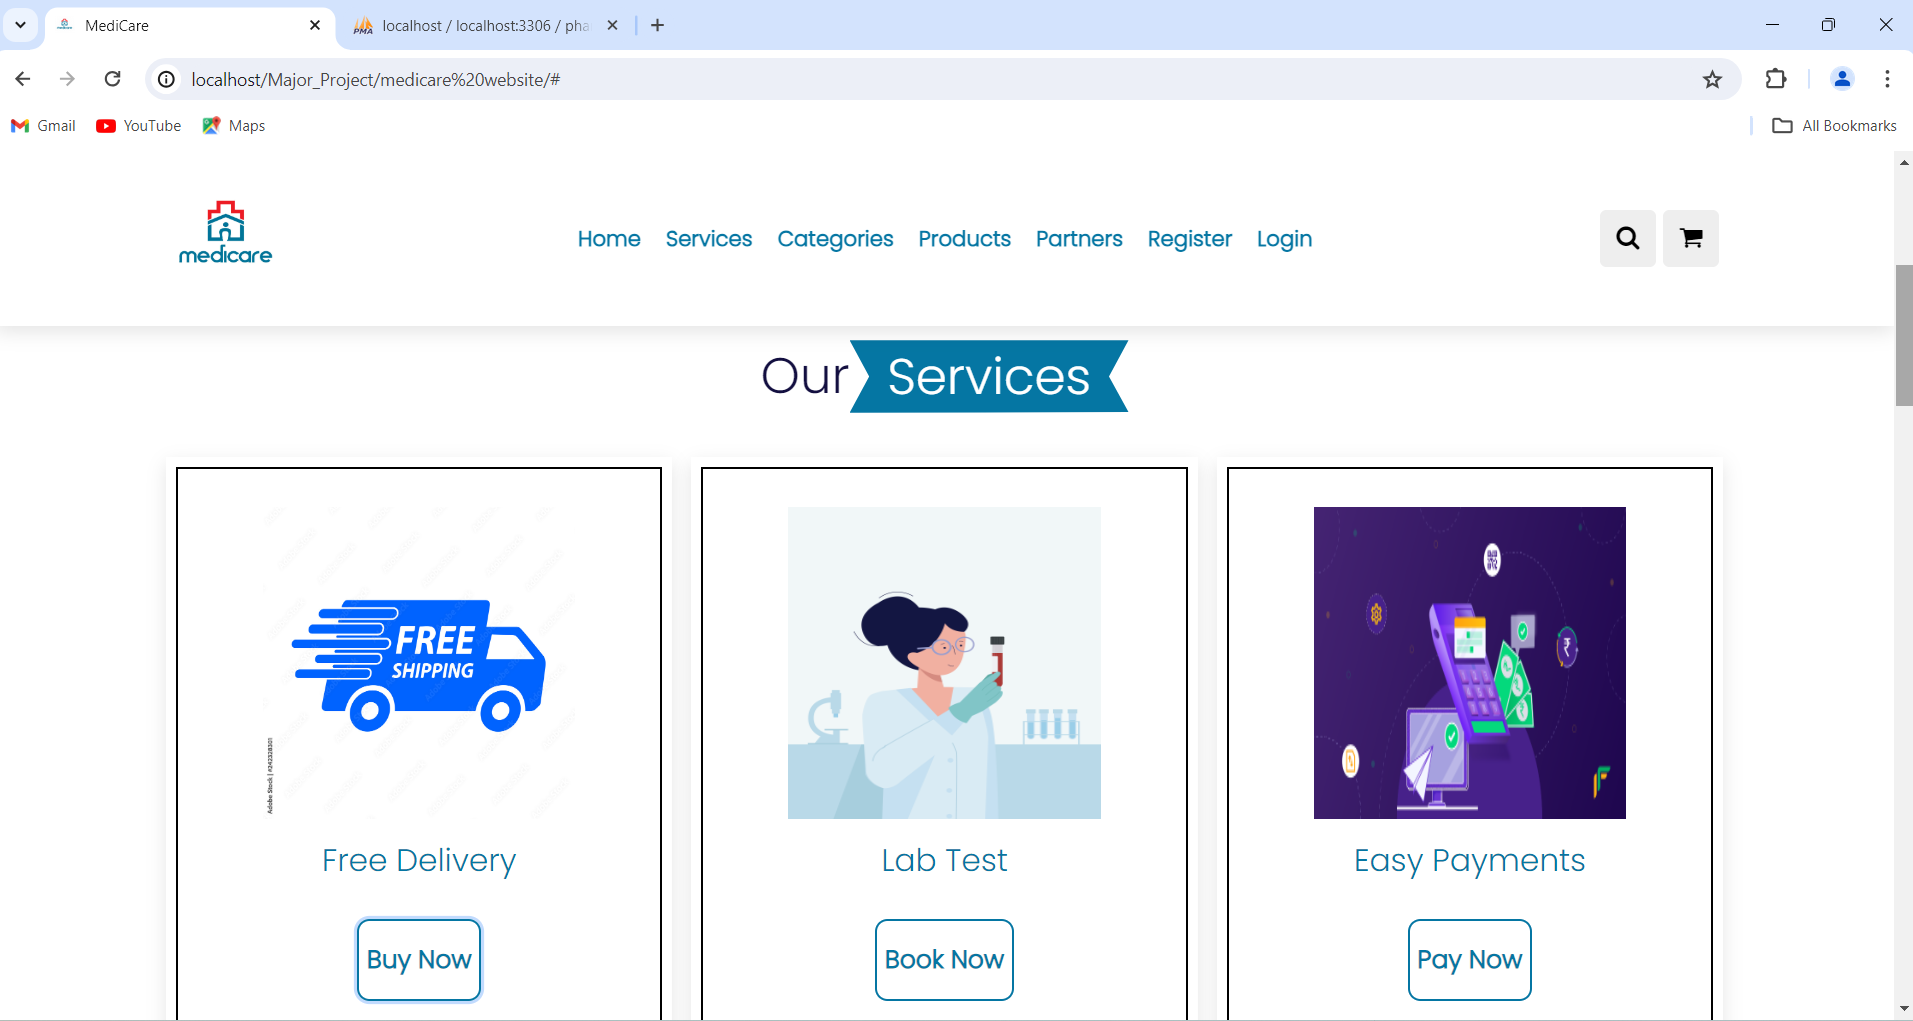 MediCare
localhost / localhost:3306 / pha
localhost/Major_Project/medicare%20website/#
Gmail
YouTube
Maps
All Bookmarks
medicare
Home
Services
Categories
Products
Partners
Register
Login
Our Services
FREE
SHIPPING
Adobe Stock | #242328301
Free Delivery
Lab Test
Easy Payments
Buy Now
Book Now
Pay Now